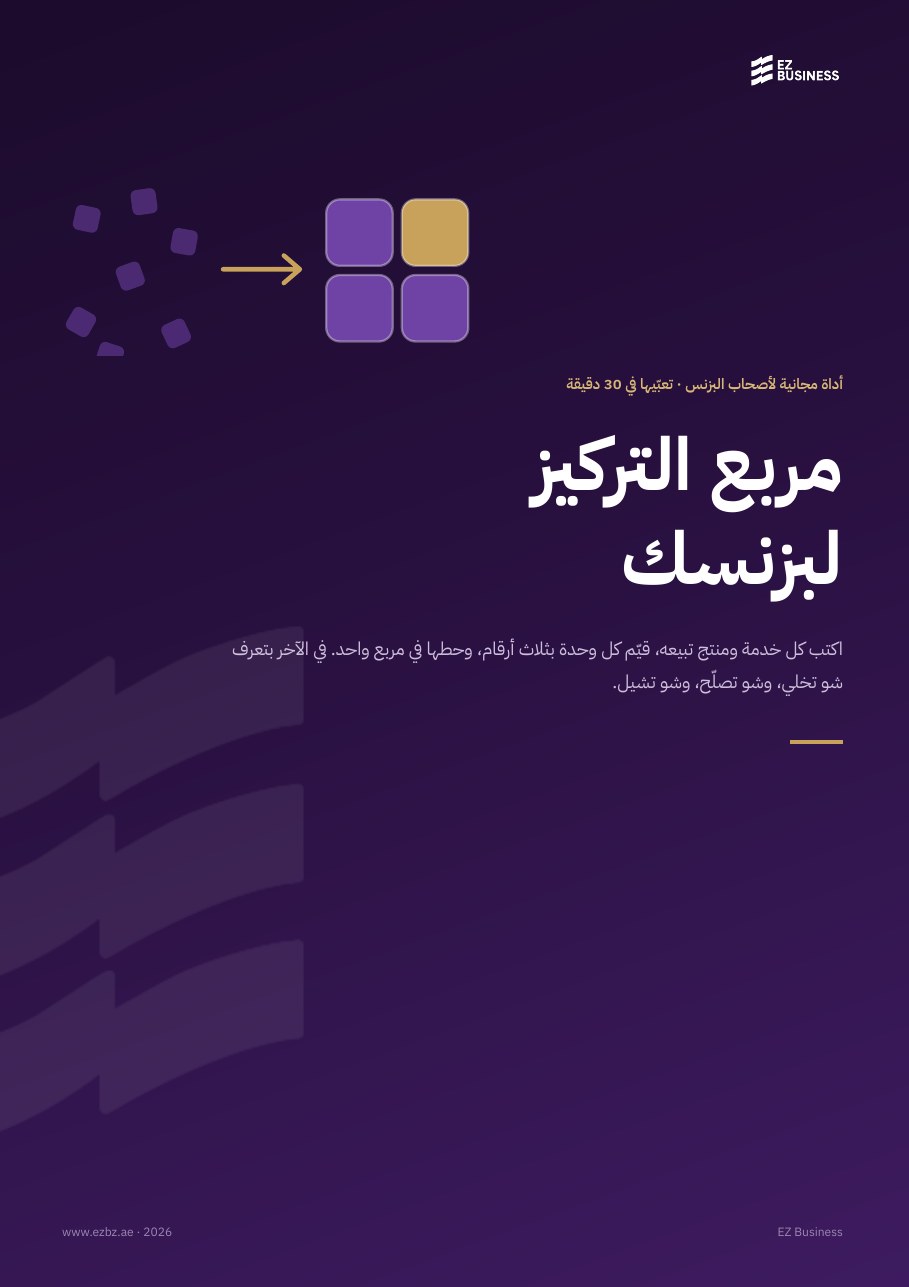 EZ
BUSINESS
أداة مجانية لأصحاب البزنس · تعبّيها في 30 دقيقة
مربع التركيز
لبزنسك
اكتب كل خدمة ومنتج تبيعه، قيّم كل وحدة بثلاث أرقام، وحطها في مربع واحد. في الآخر بتعرف
شو تخلي، وشو تصلّح، وشو تشيل.
EZ Business
www.ezbz.ae · 2026